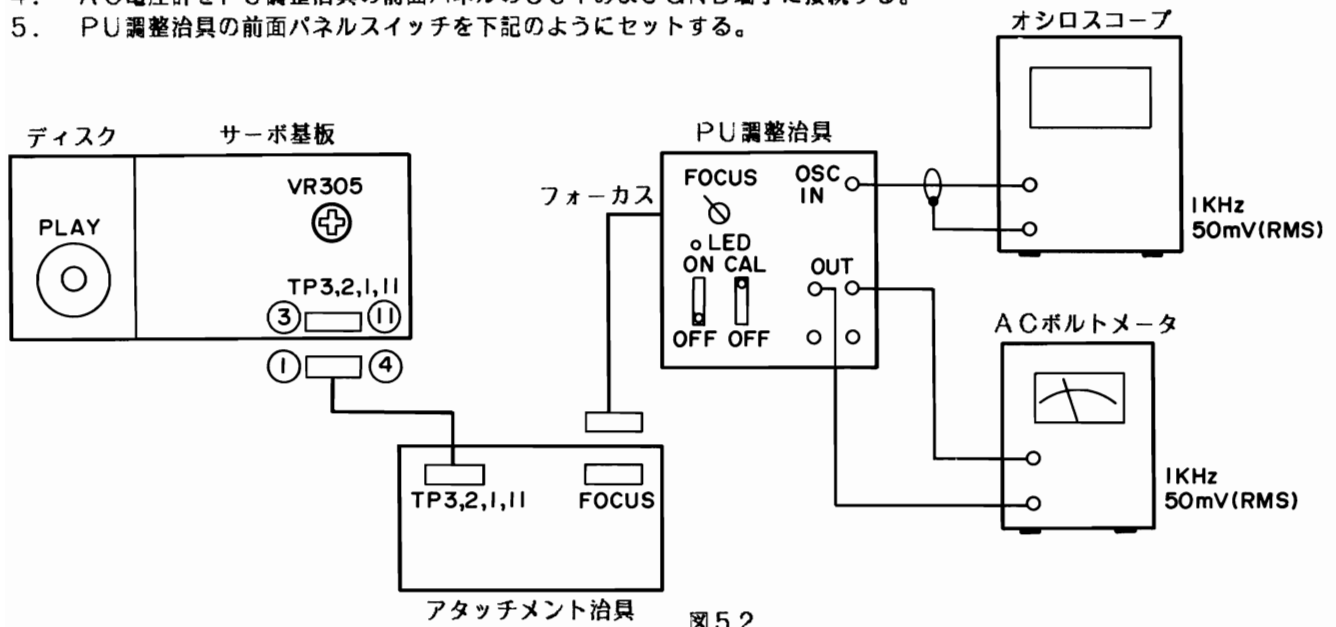 5. PU調整治具の前面パネルスイッチを下記のようにセットする。
オシロスコープ
ディスク
サーボ基板
PU調整治具
VR305
フォーカス
FOCUS
OSC
IN
PLAY
LED
ON CAL
OUT
1KHz
50mV(RMS)
TP3,2,1,11
③
⑪
OFF OFF
ACボルトメータ
①
④
1KHz
50mV(RMS)
TP3,2,1,11
FOCUS
アタッチメント治具
図5.2